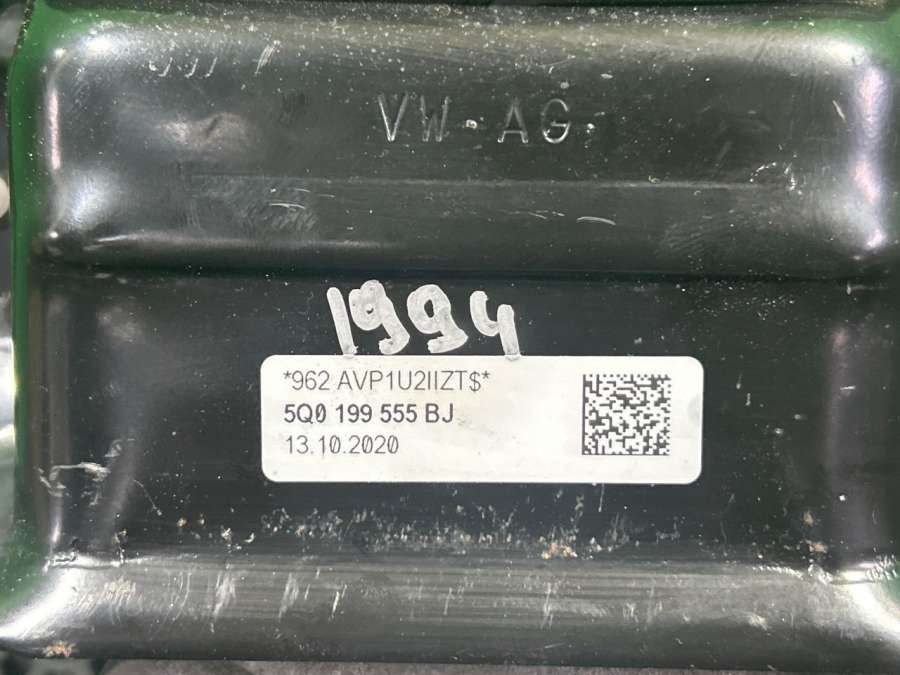 VW AG
1994
*962 AVP1U2IIZT$*
5Q0 199 555 BJ
13.10.2020